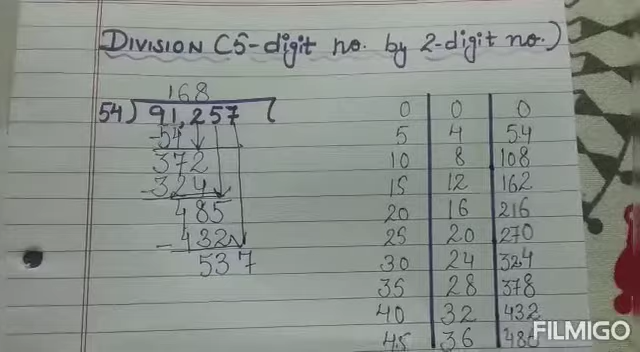 DIVISION (5-digit no. by 2-digit no.)
168
54) 91,257 (
-54
372
-324
485
-432
537
0 0 0
5 4 54
10 8 108
15 12 162
20 16 216
25 20 270
30 24 324
35 28 378
40 32 432
45 36
FILMIGO